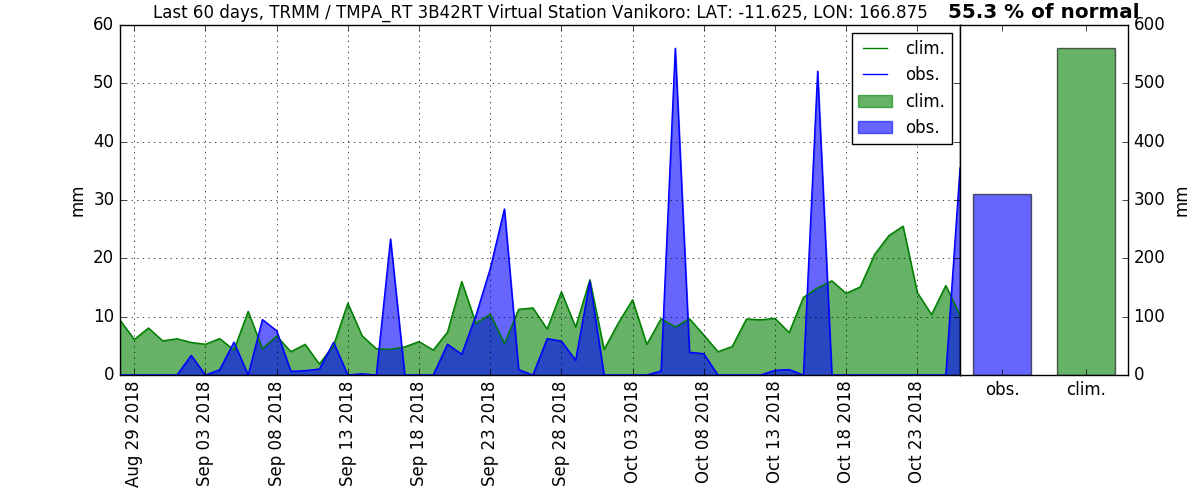 Last 60 days, TRMM / TMPA_RT 3B42RT Virtual Station Vanikoro: LAT: -11.625, LON: 166.875
55.3 % of normal
60
50
40
30
20
10
0
mm
clim.
obs.
clim.
obs.
600
500
400
300
200
100
0
mm
Aug 29 2018
Sep 03 2018
Sep 08 2018
Sep 13 2018
Sep 18 2018
Sep 23 2018
Sep 28 2018
Oct 03 2018
Oct 08 2018
Oct 13 2018
Oct 18 2018
Oct 23 2018
obs.
clim.